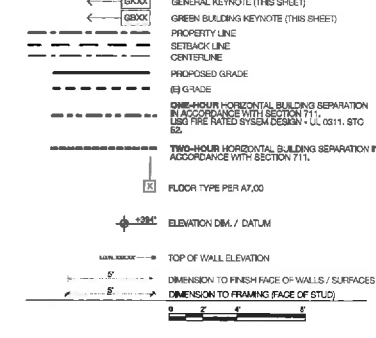 GKXX GENERAL KEYNOTE (THIS SHEET)
GBXX GREEN BUILDING KEYNOTE (THIS SHEET)
PROPERTY LINE
SETBACK LINE
CENTERLINE
PROPOSED GRADE
(E) GRADE
ONE-HOUR HORIZONTAL BUILDING SEPARATION
IN ACCORDANCE WITH SECTION 711.
USG FIRE RATED SYSEM DESIGN - UL 0311. STC
52.
TWO-HOUR HORIZONTAL BUILDING SEPARATION I
ACCORDANCE WITH SECTION 711.
X FLOOR TYPE PER A7.00
+394' ELEVATION DIM. / DATUM
TOP OF WALL ELEVATION
5' DIMENSION TO FINISH FACE OF WALLS / SURFACES
5' DIMENSION TO FRAMING (FACE OF STUD)
0 2' 4' 8'